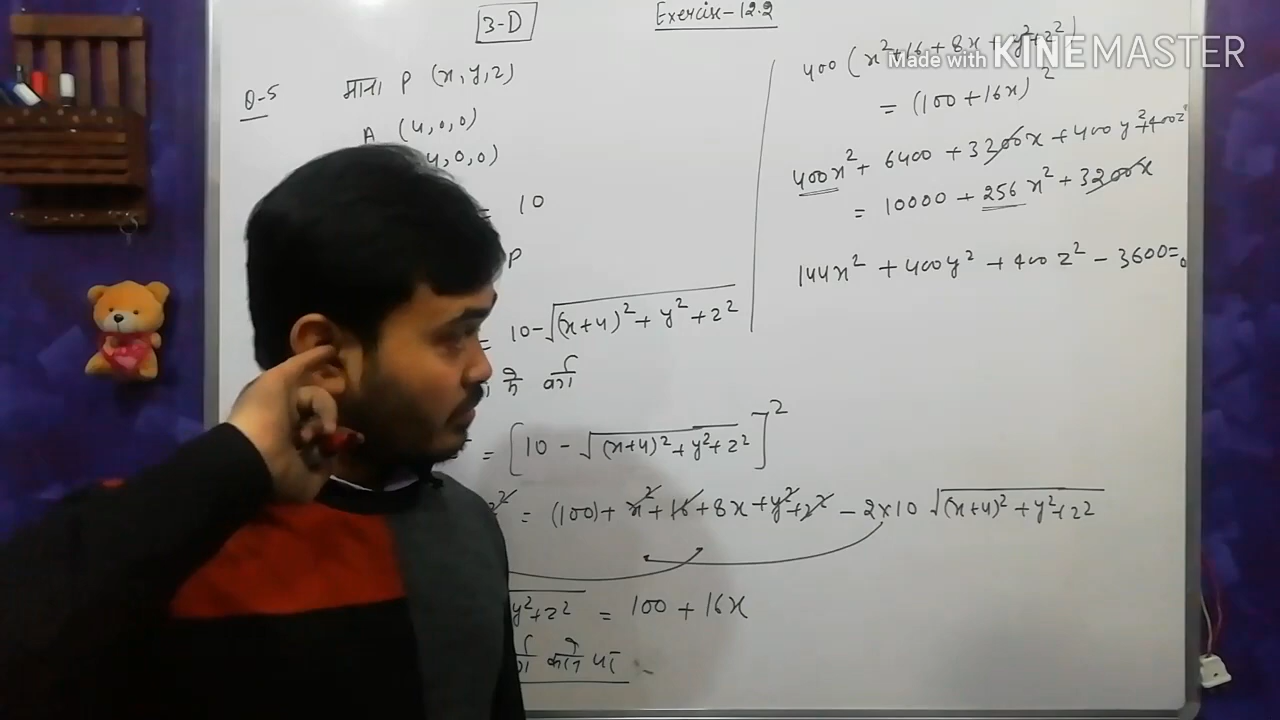 3-D
Exercise-12.2
Q-5
माना P (x, y, z)
A (4, 0, 0)
4, 0, 0)
= 10
P
= 10-√(x+4)²+ y² + z²
= [10 - √(x+4)²+ y²+ z²]²
z² = (100)+ x²+16+8x+y²+z² - 2×10 √(x+4)² + y²+z²
y²+z² = 100 + 16x
400 (x²+16+8x+y²+z²)
= (100+16x)²
400x²+ 6400 +3200x+400y²+400z²
= 10000 + 256x²+3200x
144x² +400y² +400z² - 3600=0
Made with KINEMASTER